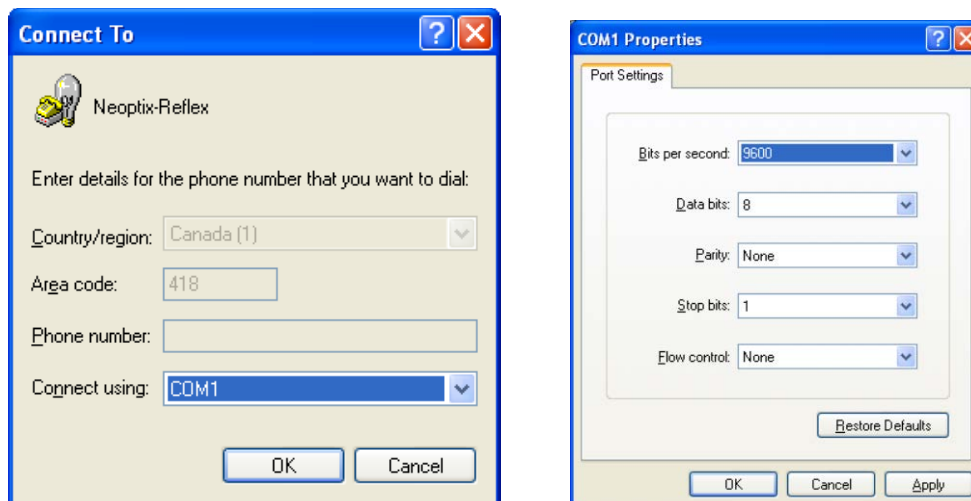 Connect To
Neoptix-Reflex
Enter details for the phone number that you want to dial:
Country/region: Canada (1)
Area code: 418
Phone number:
Connect using: COM1
OK Cancel
COM1 Properties
Port Settings
Bits per second: 9600
Data bits: 8
Parity: None
Stop bits: 1
Flow control: None
Restore Defaults
OK Cancel Apply